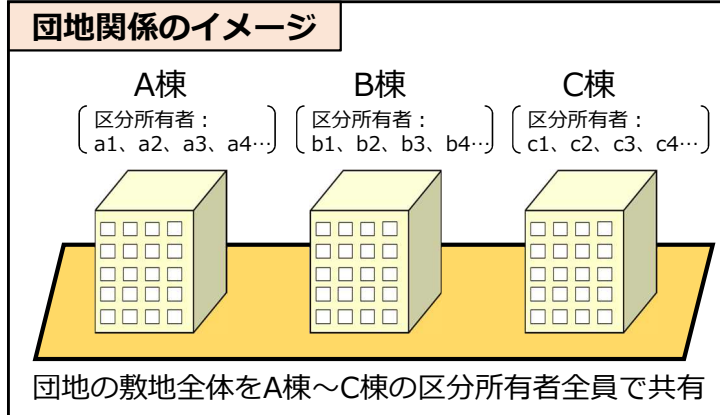 団地関係のイメージ
A棟
B棟
C棟
区分所有者：
a1、a2、a3、a4…
区分所有者：
b1、b2、b3、b4…
区分所有者：
c1、c2、c3、c4…
団地の敷地全体をA棟～C棟の区分所有者全員で共有